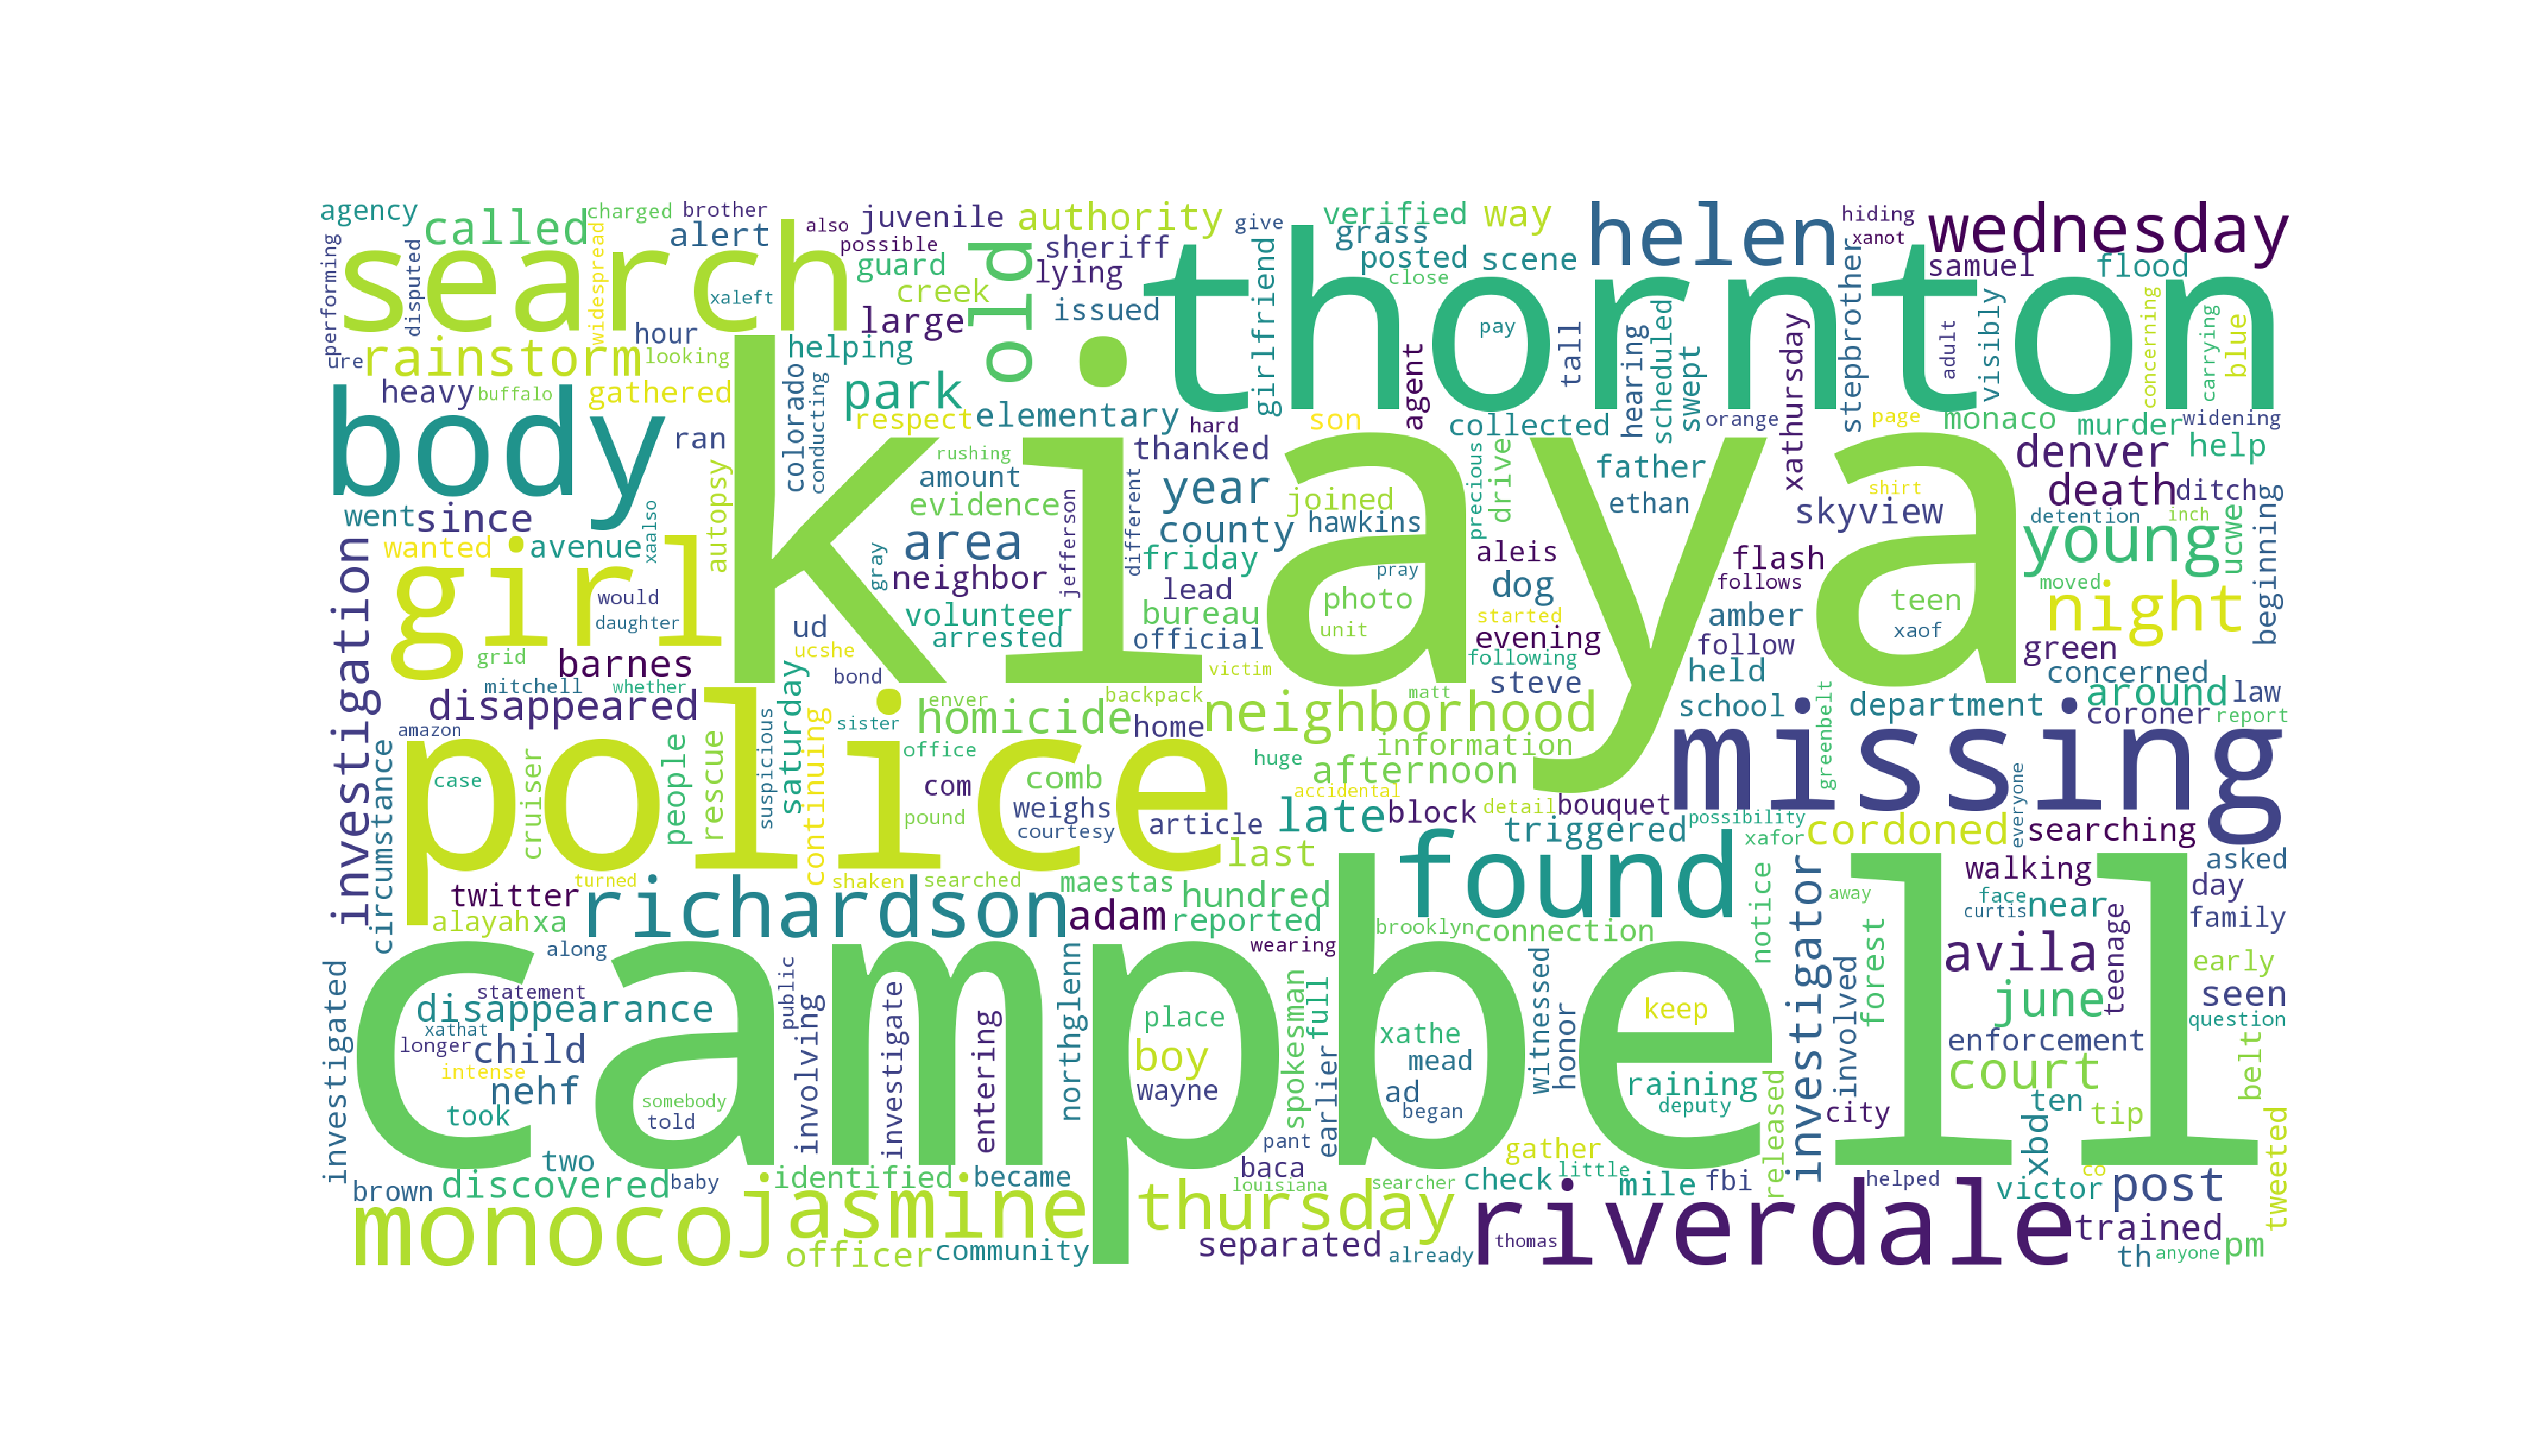 agency
called
charged
brother
alert
also
possible
juvenile
authority
sheriff
lying
give
verified
way
grass
posted
scene
close
helen
hiding
xanot
wednesday
samuel
flood
search
performing
disputed
widespread
xaleft
hour
guard
creek
large
old
issued
girlfriend
thornton
pay
tall
hearing
scheduled
swept
xathursday
stepbrother
adult
visibly
concerning
carrying
blue
ure
rainstorm
looking
helping
heavy
buffalo
gathered
colorado
conducting
park
respect
elementary
hard
son
agent
collected
orange
page
monaco
murder
widening
body
ran
autopsy
kiaya
rushing
amount
evidence
thanked
year
county
joined
hawkins
precious
drive
father
ethan
shirt
skyview
denver
help
death
ditch
detention
inch
young
ucwe
beginning
went
since
xaalso
wanted
avenue
area
gray
neighbor
jefferson
different
friday
lead
bureau
official
photo
pray
unit
aleis
dog
started
evening
following
steve
flash
follows
amber
follow
held
teen
xaof
moved
night
green
concerned
investigation
girl
would
daughter
ud
ucshe
volunteer
arrested
victim
grid
barnes
mitchell
whether
disappeared
saturday
bond
enver
backpack
homicide
home
neighborhood
matt
information
school
greenbelt
department
around
law
coroner
report
amazon
circumstance
police
case
cruiser
people
rescue
suspicious
continuing
sister
office
com
comb
weighs
pound
courtesy
article
huge
afternoon
accidental
late
block
detail
bouquet
triggered
possibility
xafor
missing
cordoned
everyone
searching
last
found
asked
twitter
turned
richardson
shaken
searched
maestas
adam
hundred
reported
alayah
xa
along
wearing
brooklyn
connection
notice
investigator
away
walking
face
curtis
near
day
family
forest
avila
teenage
early
investigated
disappearance
statement
xathat
longer
child
intense
nehf
took
campbell
somebody
told
public
involving
investigate
entering
northglenn
place
boy
wayne
spokesman
full
earlier
xathe
mead
ad
began
witnessed
honor
keep
raining
deputy
released
involved
june
seen
question
enforcement
court
belt
city
ten
tip
xbd
two
brown
discovered
baby
identified
became
pant
baca
louisiana
gather
little
searcher
check
mile
fbi
helped
co
victor
post
tweeted
monoco
jasmine
officer
community
thursday
separated
already
riverdale
thomas
trained
th
anyone
pm